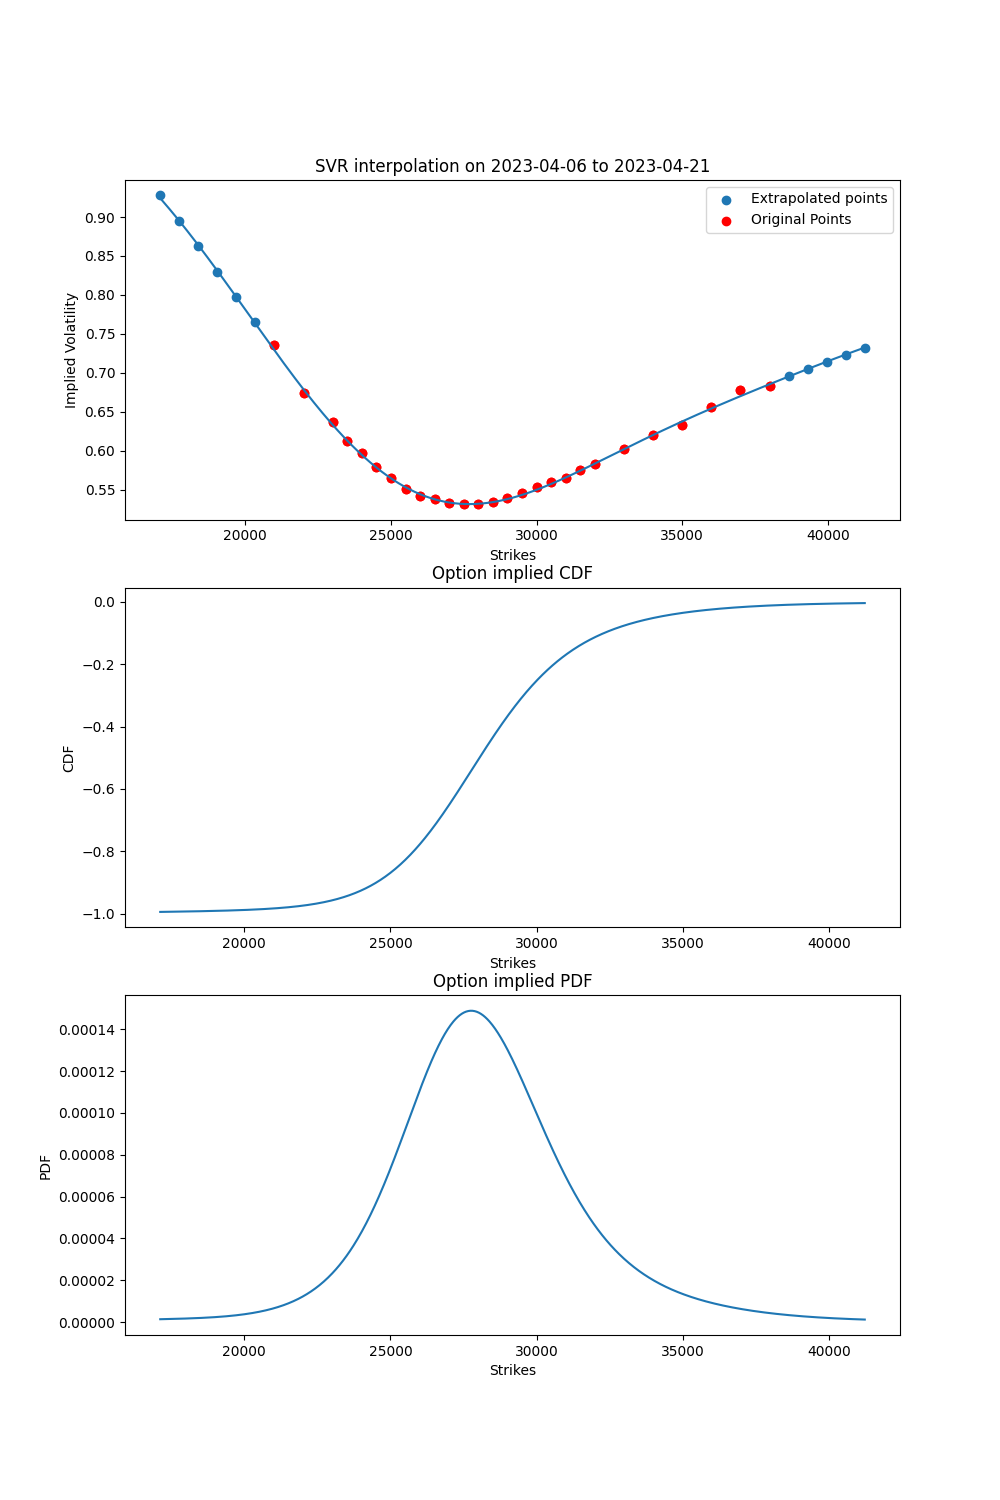 SVR interpolation on 2023-04-06 to 2023-04-21
Extrapolated points
Original Points
0.90
0.85
0.80
0.75
0.70
0.65
0.60
0.55
Implied Volatility
20000 25000 30000 35000 40000
Strikes
Option implied CDF
0.0
−0.2
−0.4
−0.6
−0.8
−1.0
CDF
20000 25000 30000 35000 40000
Strikes
Option implied PDF
0.00014
0.00012
0.00010
0.00008
0.00006
0.00004
0.00002
0.00000
PDF
20000 25000 30000 35000 40000
Strikes